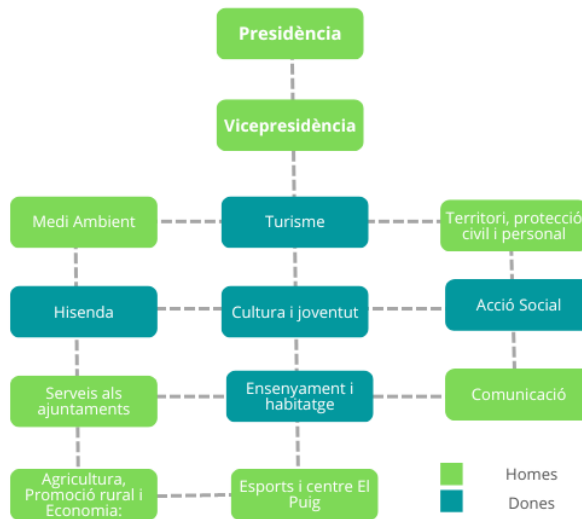 Presidència
Vicepresidència
Medi Ambient
Turisme
Territori, protecció
civil i personal
Hisenda
Cultura i joventut
Acció Social
Serveis als
ajuntaments
Ensenyament i
habitatge
Comunicació
Agricultura,
Promoció rural i
Economia:
Esports i centre El
Puig
Homes
Dones